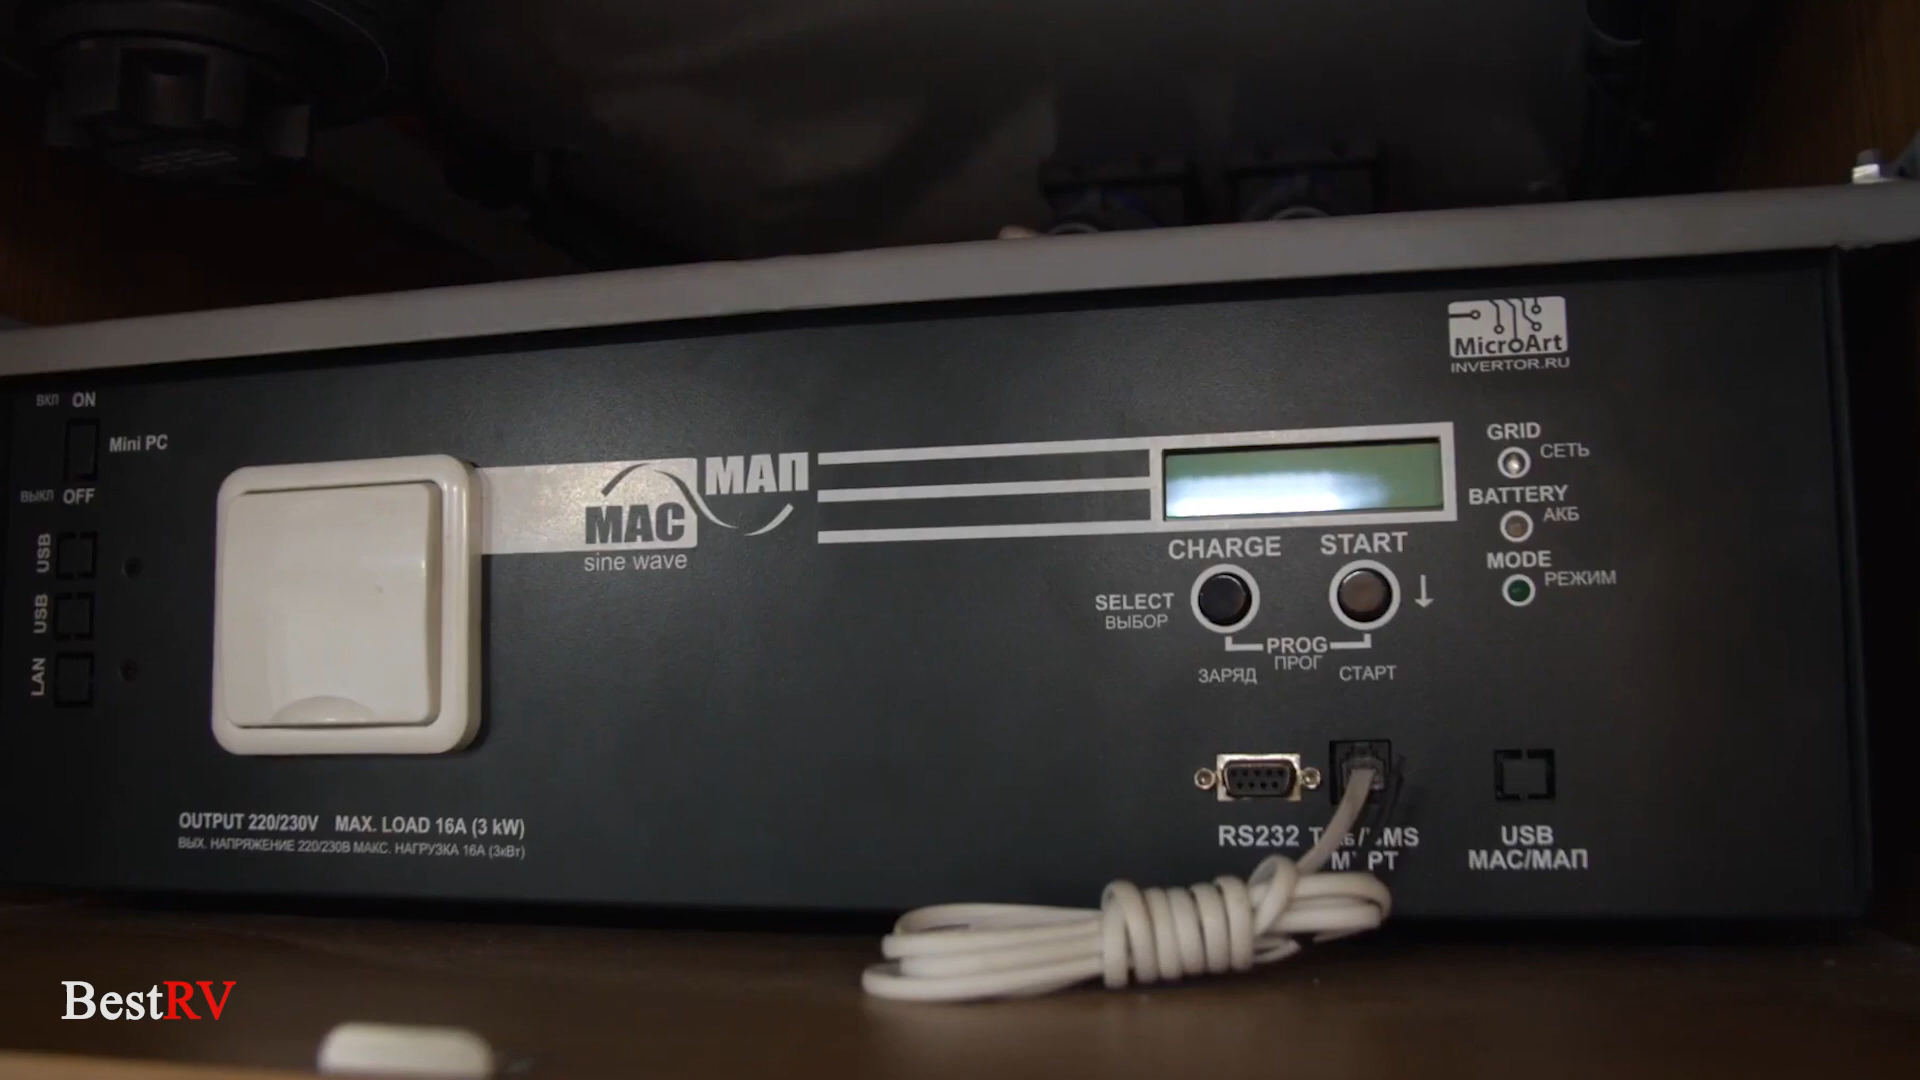 MicroArt
INVERTOR.RU
ВКЛ ON
Mini PC
ВЫКЛ OFF
USB
USB
LAN
МАП
MAC
sine wave
GRID
СЕТЬ
BATTERY
АКБ
MODE
РЕЖИМ
CHARGE START
SELECT
ВЫБОР
PROG
ПРОГ
ЗАРЯД СТАРТ
OUTPUT 220/230V MAX. LOAD 16A (3 kW)
ВЫХ. НАПРЯЖЕНИЕ 220/230В МАКС. НАГРУЗКА 16А (3кВт)
RS232
USB
MAC/МАП
BestRV